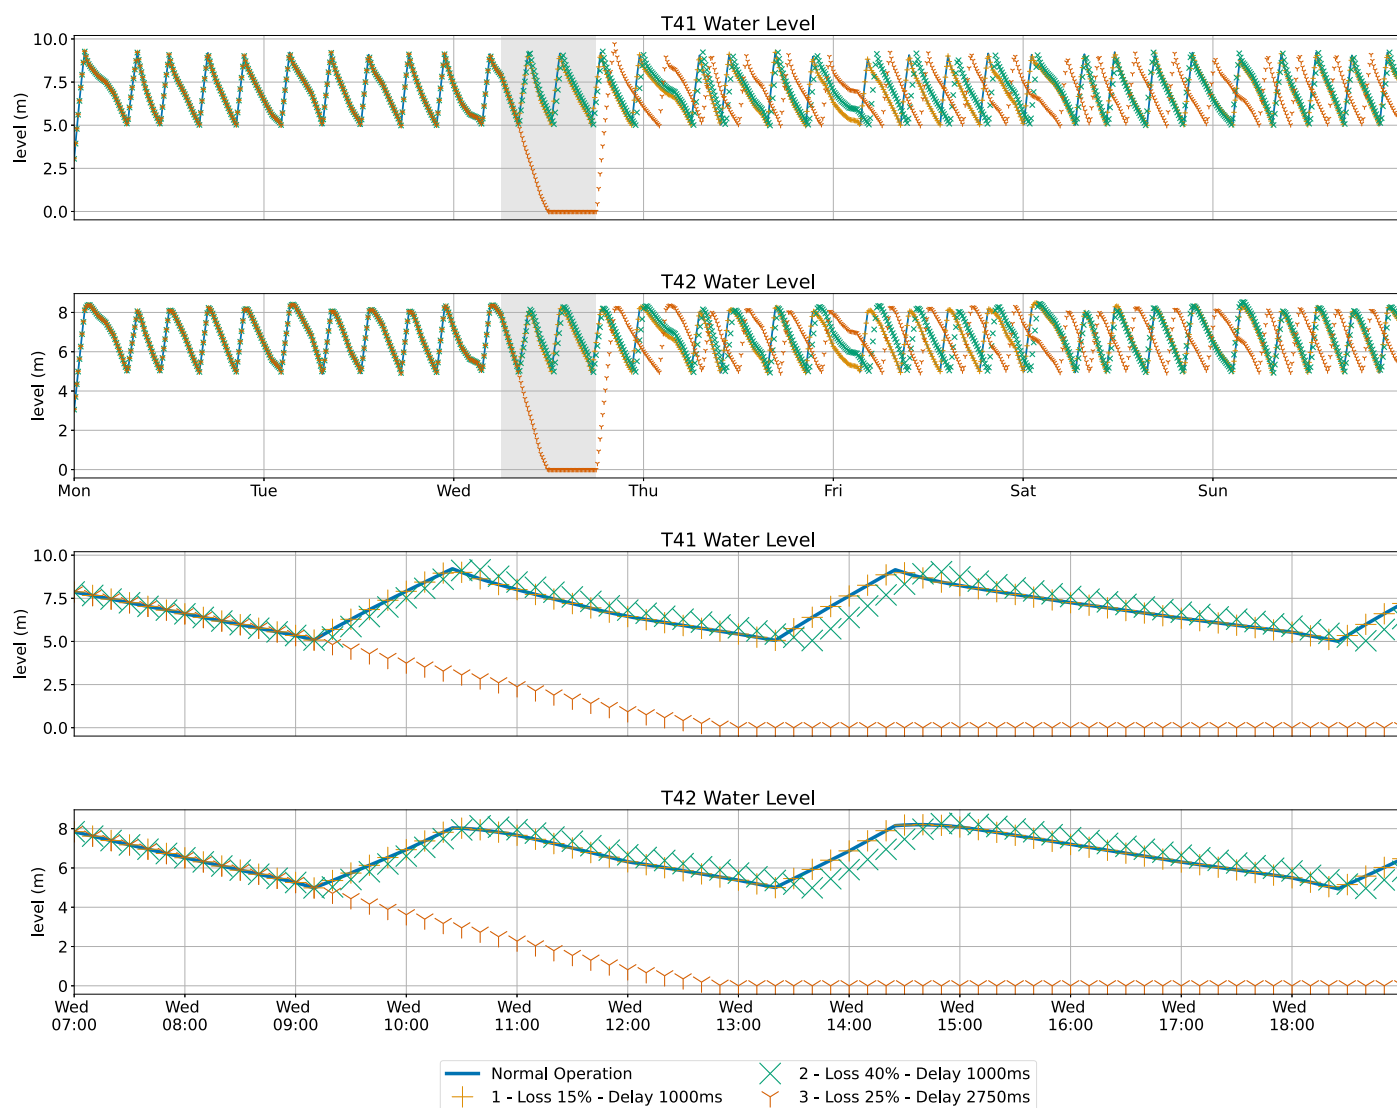 T41 Water Level
10.0
7.5
5.0
2.5
0.0
level (m)
T42 Water Level
8
6
4
2
0
level (m)
Mon Tue Wed Thu Fri Sat Sun
T41 Water Level
10.0
7.5
5.0
2.5
0.0
level (m)
T42 Water Level
8
6
4
2
0
level (m)
Wed Wed Wed Wed Wed Wed Wed Wed Wed Wed Wed Wed
07:00 08:00 09:00 10:00 11:00 12:00 13:00 14:00 15:00 16:00 17:00 18:00
Normal Operation
1 - Loss 15% - Delay 1000ms
2 - Loss 40% - Delay 1000ms
3 - Loss 25% - Delay 2750ms